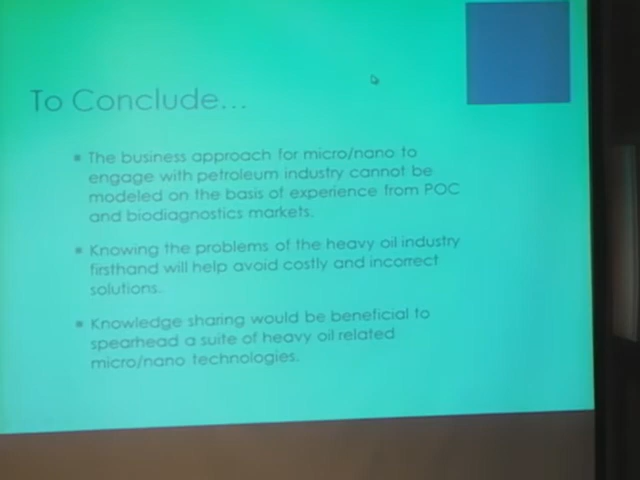 To Conclude...
The business approach for micro/nano to
engage with petroleum industry cannot be
modeled on the basis of experience from POC
and biodiagnostics markets.
Knowing the problems of the heavy oil industry
firsthand will help avoid costly and incorrect
solutions.
Knowledge sharing would be beneficial to
spearhead a suite of heavy oil related
micro/nano technologies.